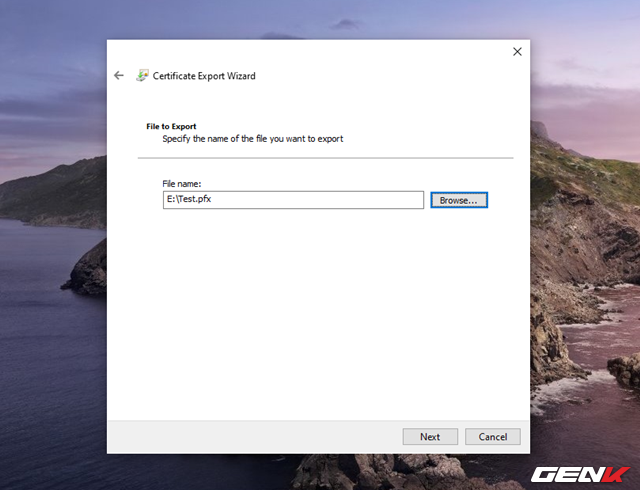 Certificate Export Wizard
File to Export
Specify the name of the file you want to export
File name:
E:\Test.pfx
Browse...
Next
Cancel
GENK